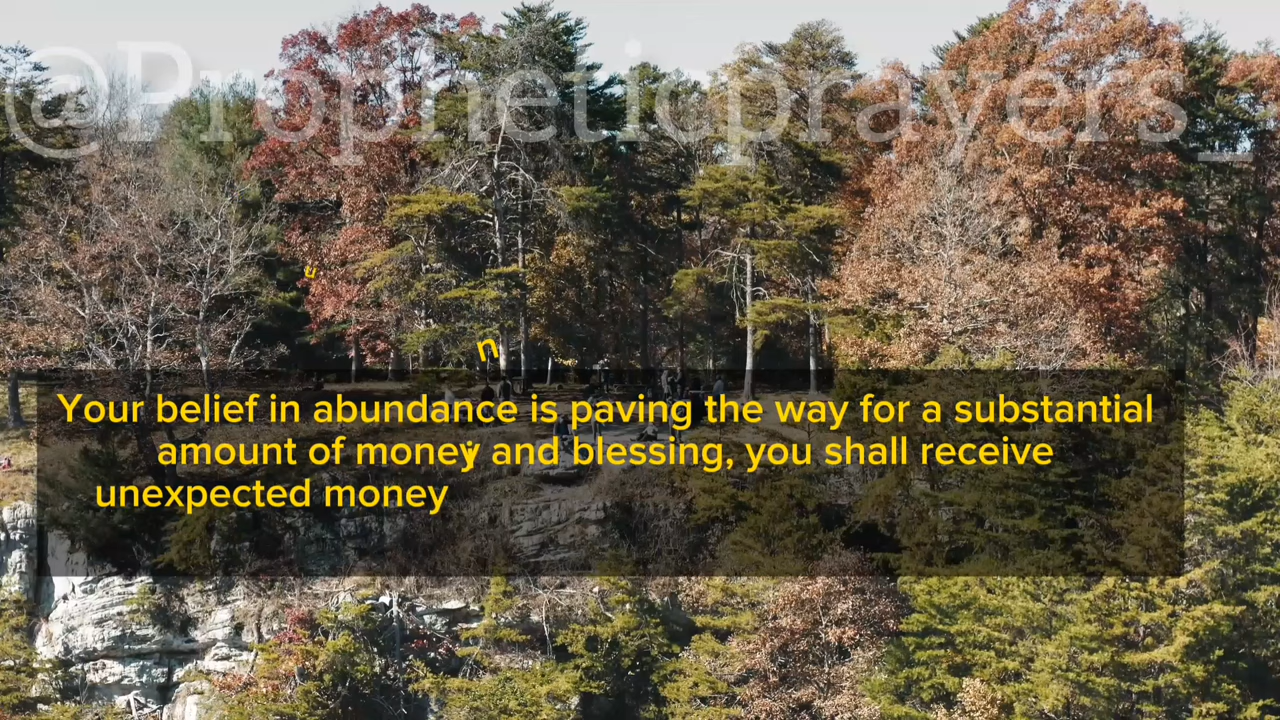 @Propheticprayers_
u
n
Your belief in abundance is paving the way for a substantial
amount of money and blessing, you shall receive
unexpected money